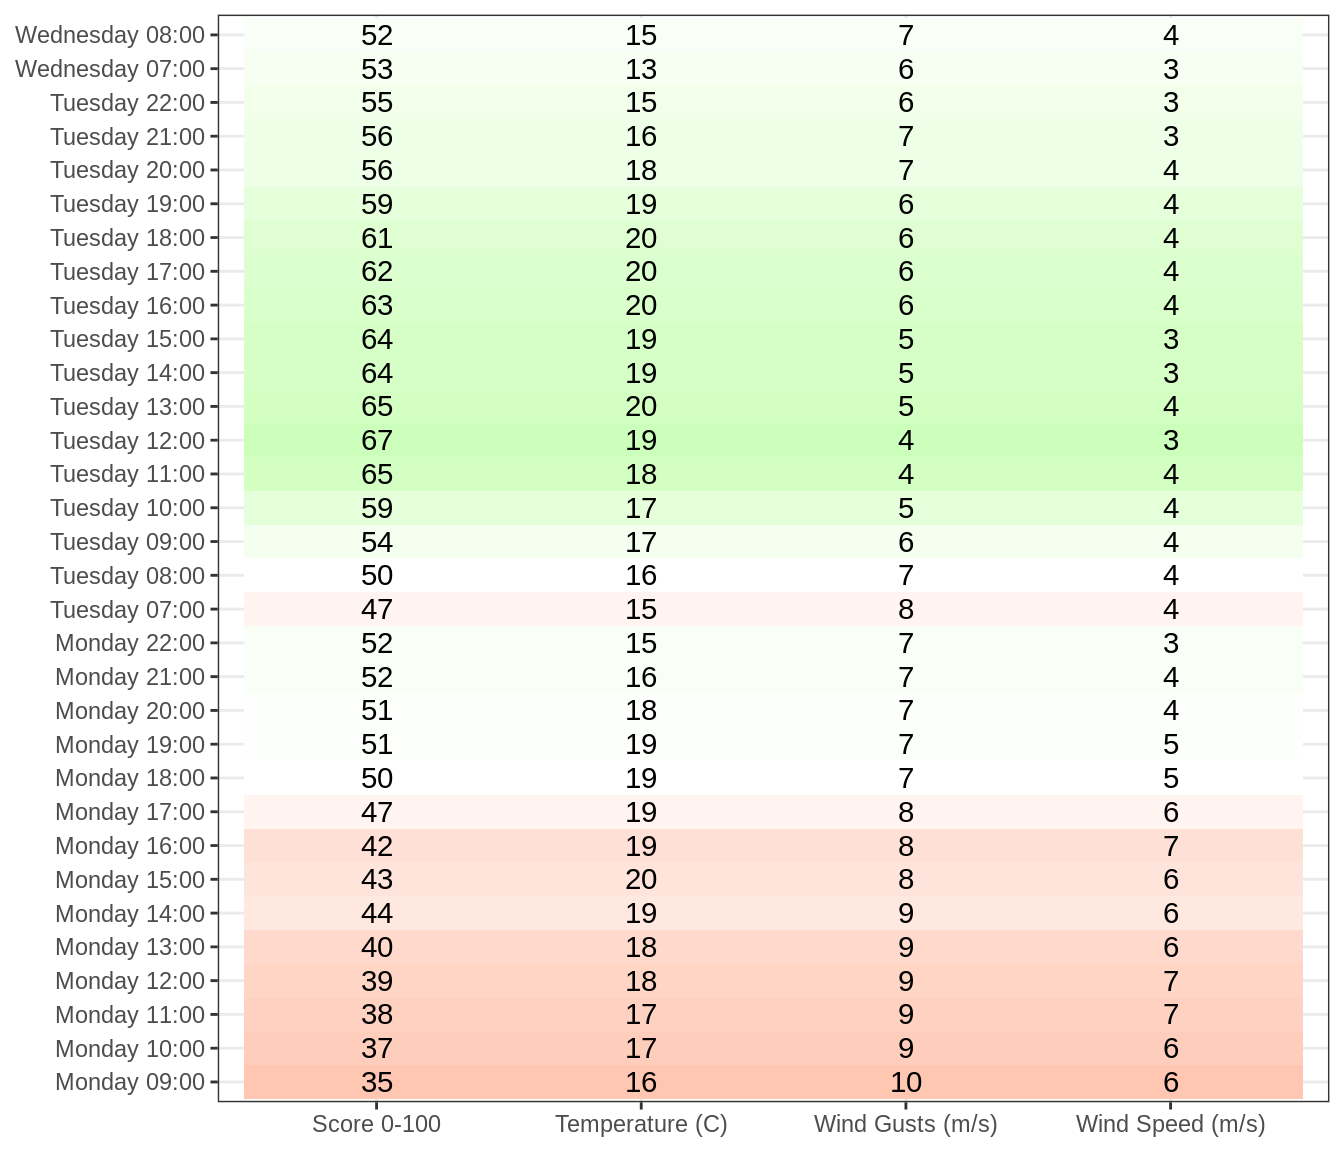 Wednesday 08:00 52 15 7 4
Wednesday 07:00 53 13 6 3
Tuesday 22:00 55 15 6 3
Tuesday 21:00 56 16 7 3
Tuesday 20:00 56 18 7 4
Tuesday 19:00 59 19 6 4
Tuesday 18:00 61 20 6 4
Tuesday 17:00 62 20 6 4
Tuesday 16:00 63 20 6 4
Tuesday 15:00 64 19 5 3
Tuesday 14:00 64 19 5 3
Tuesday 13:00 65 20 5 4
Tuesday 12:00 67 19 4 3
Tuesday 11:00 65 18 4 4
Tuesday 10:00 59 17 5 4
Tuesday 09:00 54 17 6 4
Tuesday 08:00 50 16 7 4
Tuesday 07:00 47 15 8 4
Monday 22:00 52 15 7 3
Monday 21:00 52 16 7 4
Monday 20:00 51 18 7 4
Monday 19:00 51 19 7 5
Monday 18:00 50 19 7 5
Monday 17:00 47 19 8 6
Monday 16:00 42 19 8 7
Monday 15:00 43 20 8 6
Monday 14:00 44 19 9 6
Monday 13:00 40 18 9 6
Monday 12:00 39 18 9 7
Monday 11:00 38 17 9 7
Monday 10:00 37 17 9 6
Monday 09:00 35 16 10 6
Score 0-100 Temperature (C) Wind Gusts (m/s) Wind Speed (m/s)